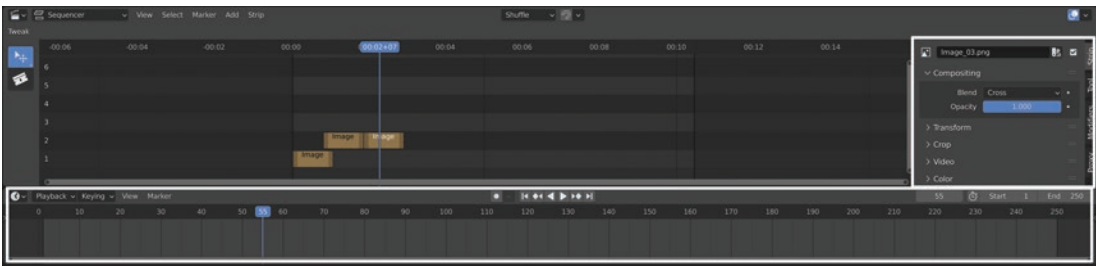 Sequencer View Select Marker Add Strip Shuffle
Tweak
-00:06 -00:04 -00:02 00:00 00:02+07 00:04 00:06 00:08 00:10 00:12 00:14
Image_03.png
Strip
6
Compositing
5
Tool
Blend Cross
4
Opacity 1.000
Modifiers
3
Transform
2 Image Image
Crop
1 Image
Video
Proxy
Color
Playback Keying View Marker 55 Start 1 End 250
0 10 20 30 40 50 55 60 70 80 90 100 110 120 130 140 150 160 170 180 190 200 210 220 230 240 250